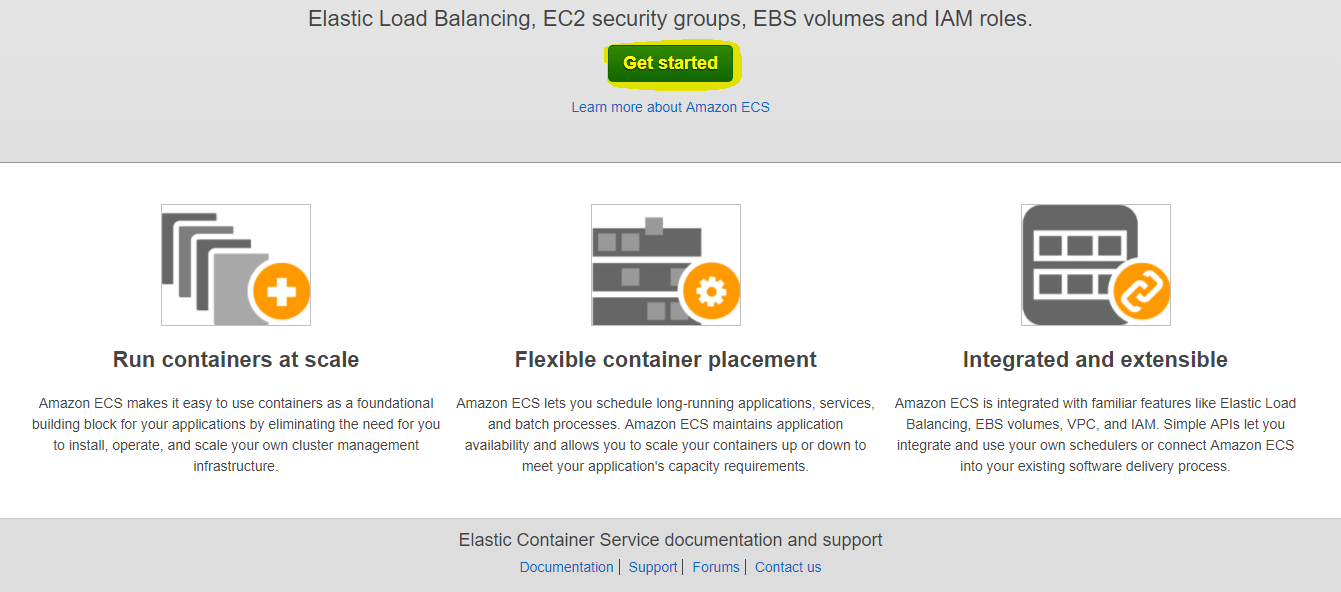 Elastic Load Balancing, EC2 security groups, EBS volumes and IAM roles.
Get started
Learn more about Amazon ECS
Run containers at scale
Amazon ECS makes it easy to use containers as a foundational
building block for your applications by eliminating the need for you
to install, operate, and scale your own cluster management
infrastructure.
Flexible container placement
Amazon ECS lets you schedule long-running applications, services,
and batch processes. Amazon ECS maintains application
availability and allows you to scale your containers up or down to
meet your application's capacity requirements.
Integrated and extensible
Amazon ECS is integrated with familiar features like Elastic Load
Balancing, EBS volumes, VPC, and IAM. Simple APIs let you
integrate and use your own schedulers or connect Amazon ECS
into your existing software delivery process.
Elastic Container Service documentation and support
Documentation | Support | Forums | Contact us